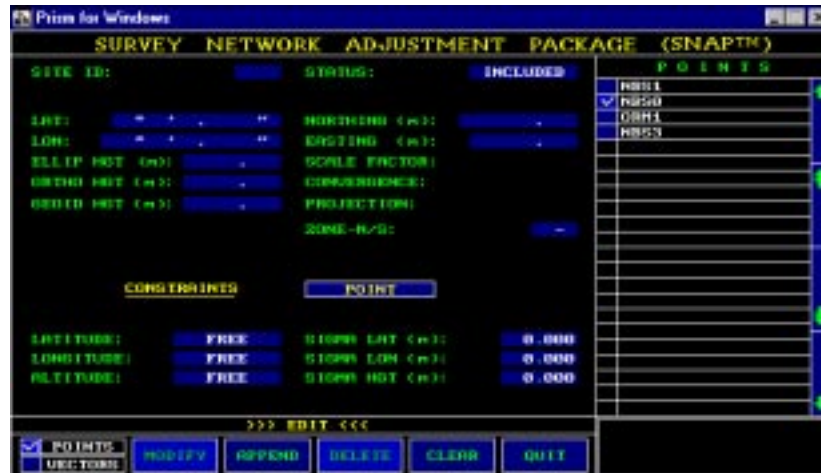 Prism for Windows
SURVEY NETWORK ADJUSTMENT PACKAGE (SNAP™)
SITE ID:
STATUS: INCLUDED
LAT: ° ' . "
NORTHING (m): .
LON: ° ' . "
EASTING (m): .
ELLIP HGT (m): .
SCALE FACTOR:
ORTHO HGT (m): .
CONVERGENCE:
GEOID HGT (m): .
PROJECTION:
ZONE-N/S: -
CONSTRAINTS
POINT
LATITUDE: FREE
SIGMA LAT (m): 0.000
LONGITUDE: FREE
SIGMA LON (m): 0.000
ALTITUDE: FREE
SIGMA HGT (m): 0.000
>>> EDIT <<<
POINTS
VECTORS
MODIFY
APPEND
DELETE
CLEAR
QUIT
POINTS
NBS1
NBS0
ORM1
NBS3